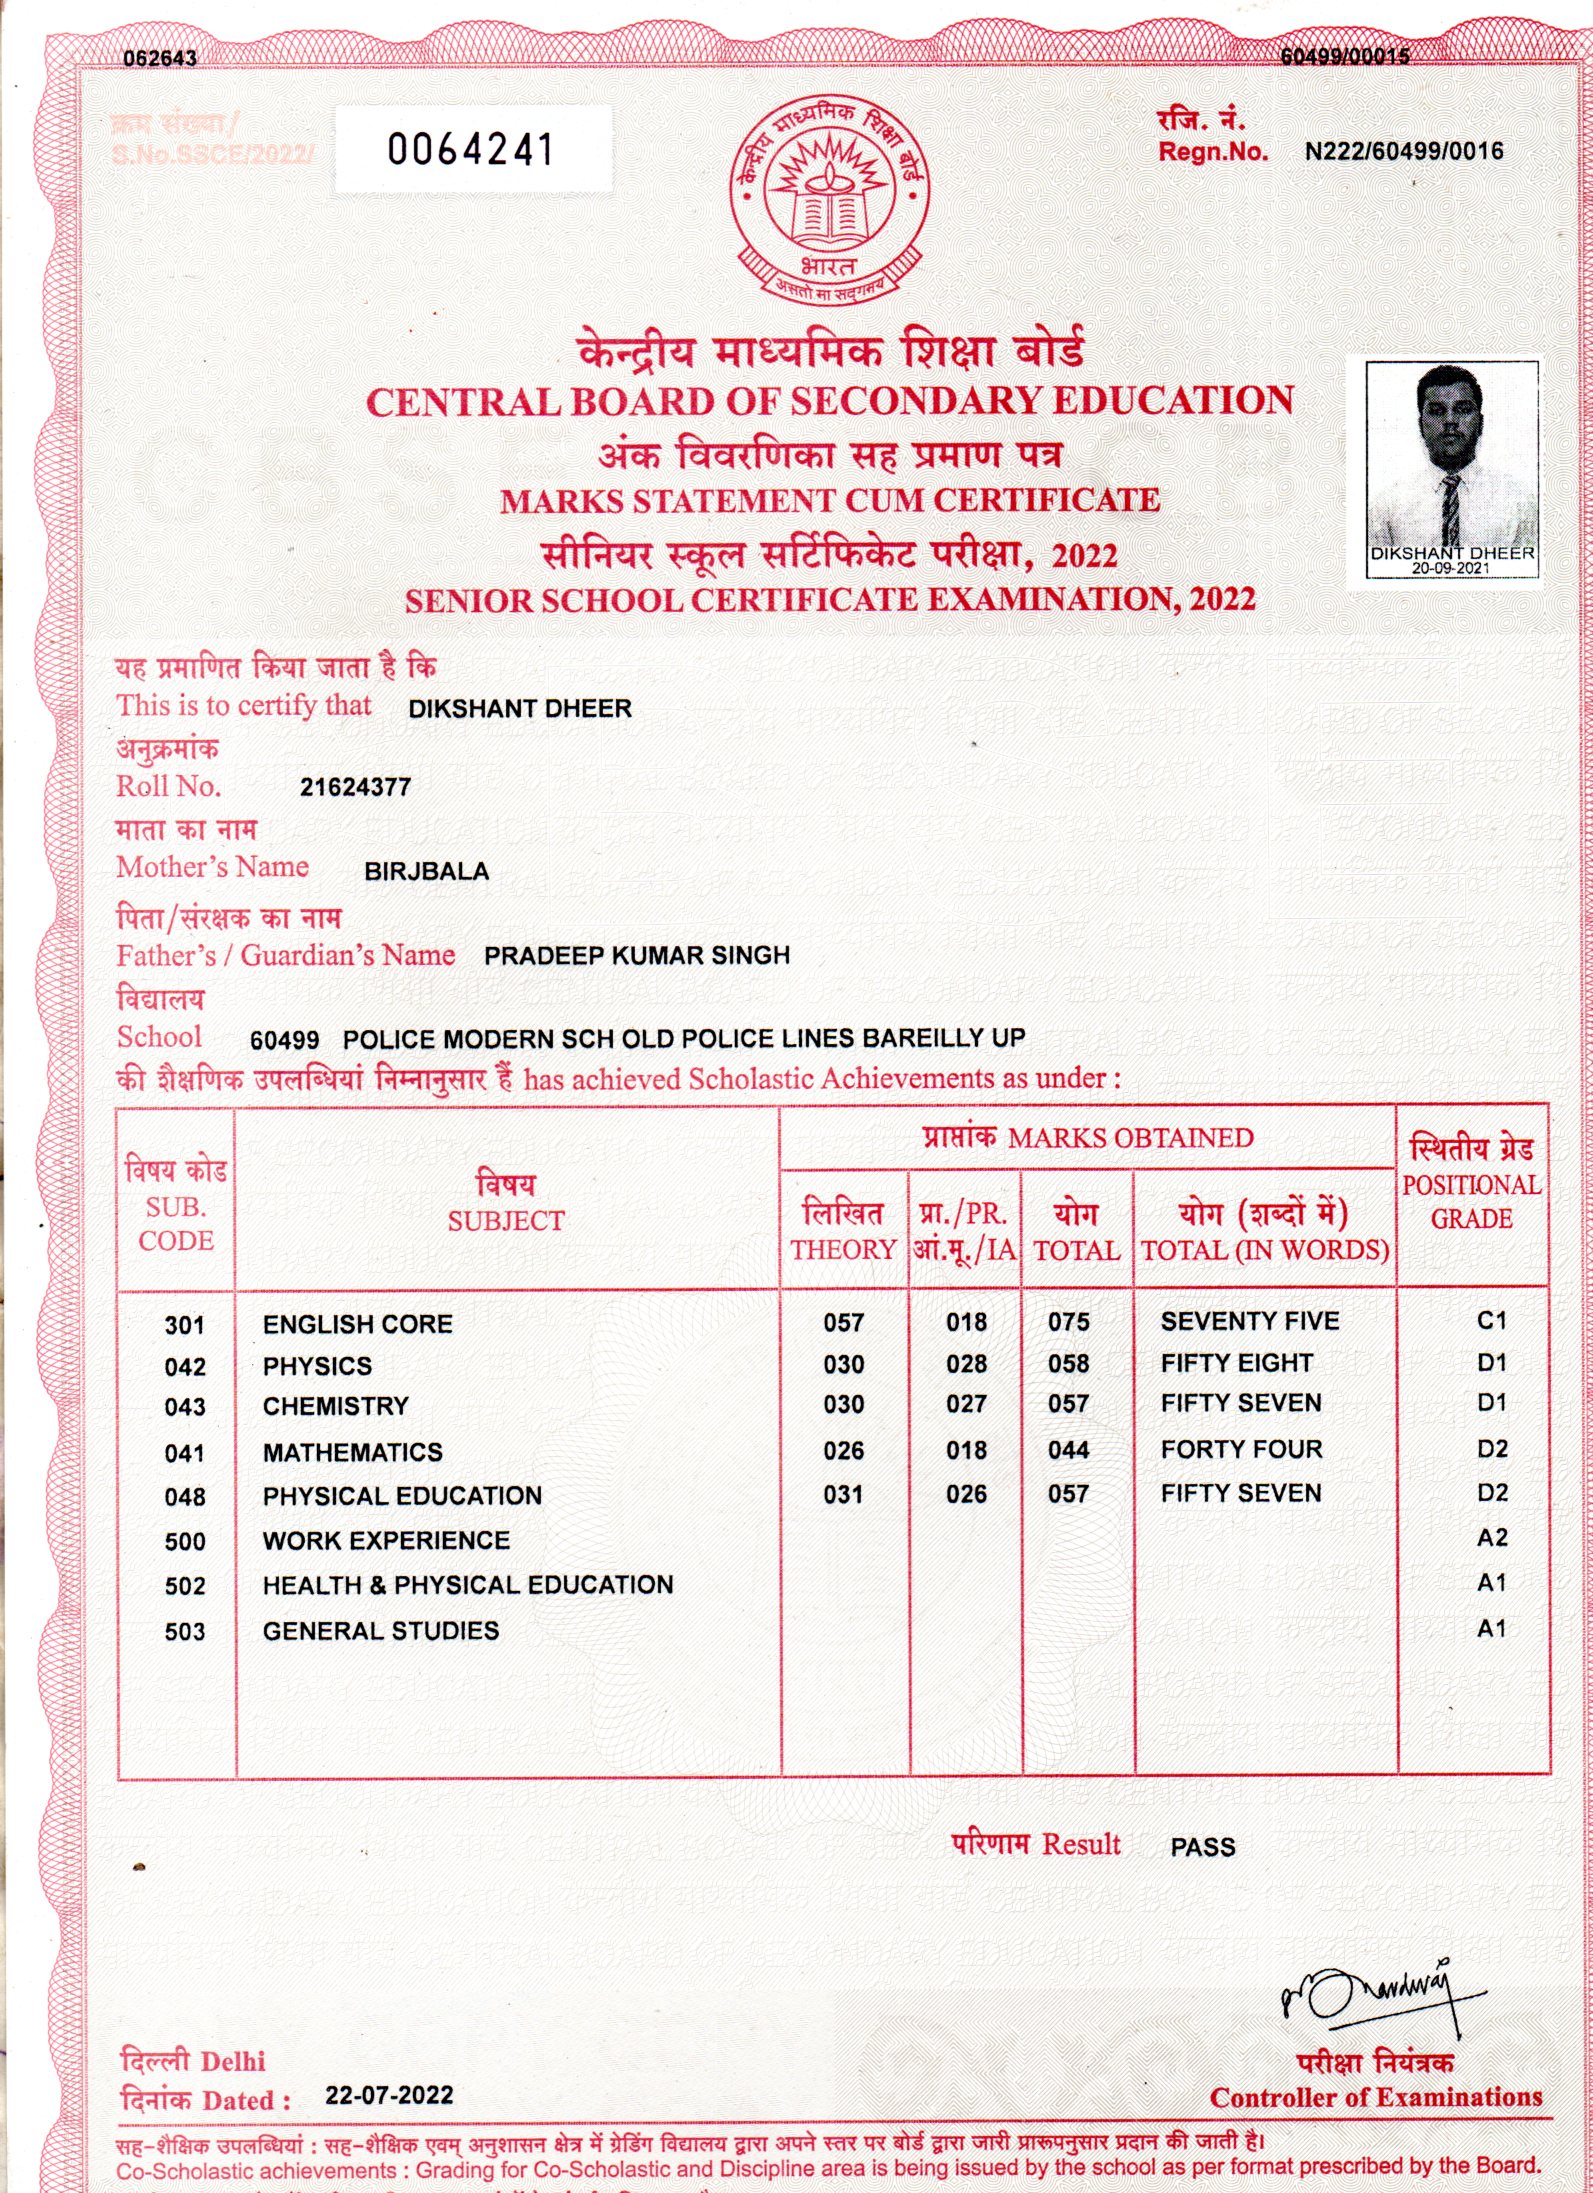 062643 60499/00015
क्रम संख्या/
S.No.SSCE/2022/ 0064241
रजि. नं.
Regn.No. N222/60499/0016
केन्द्रीय माध्यमिक शिक्षा बोर्ड
भारत
असतो मा सद्गमय
केन्द्रीय माध्यमिक शिक्षा बोर्ड
CENTRAL BOARD OF SECONDARY EDUCATION
अंक विवरणिका सह प्रमाण पत्र
MARKS STATEMENT CUM CERTIFICATE
सीनियर स्कूल सर्टिफिकेट परीक्षा, 2022
SENIOR SCHOOL CERTIFICATE EXAMINATION, 2022
DIKSHANT DHEER
20-09-2021
यह प्रमाणित किया जाता है कि
This is to certify that DIKSHANT DHEER
अनुक्रमांक
Roll No. 21624377
माता का नाम
Mother's Name BIRJBALA
पिता/संरक्षक का नाम
Father's / Guardian's Name PRADEEP KUMAR SINGH
विद्यालय
School 60499 POLICE MODERN SCH OLD POLICE LINES BAREILLY UP
की शैक्षणिक उपलब्धियां निम्नानुसार हैं has achieved Scholastic Achievements as under :
विषय कोड
SUB.
CODE
विषय
SUBJECT
प्राप्तांक MARKS OBTAINED
लिखित
THEORY
प्रा./PR.
आं.मू./IA
योग
TOTAL
योग (शब्दों में)
TOTAL (IN WORDS)
स्थितीय ग्रेड
POSITIONAL
GRADE
301 ENGLISH CORE 057 018 075 SEVENTY FIVE C1
042 PHYSICS 030 028 058 FIFTY EIGHT D1
043 CHEMISTRY 030 027 057 FIFTY SEVEN D1
041 MATHEMATICS 026 018 044 FORTY FOUR D2
048 PHYSICAL EDUCATION 031 026 057 FIFTY SEVEN D2
500 WORK EXPERIENCE A2
502 HEALTH & PHYSICAL EDUCATION A1
503 GENERAL STUDIES A1
परिणाम Result PASS
दिल्ली Delhi
दिनांक Dated : 22-07-2022
परीक्षा नियंत्रक
Controller of Examinations
सह-शैक्षिक उपलब्धियां : सह-शैक्षिक एवम् अनुशासन क्षेत्र में ग्रेडिंग विद्यालय द्वारा अपने स्तर पर बोर्ड द्वारा जारी प्रारूपनुसार प्रदान की जाती है।
Co-Scholastic achievements : Grading for Co-Scholastic and Discipline area is being issued by the school as per format prescribed by the Board.